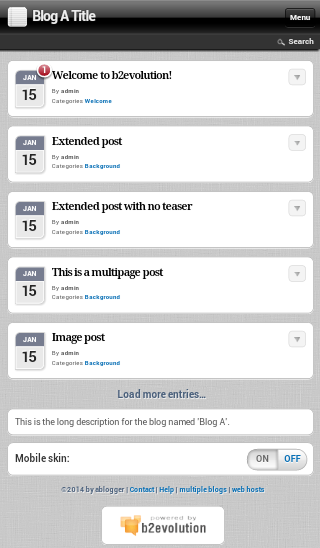 Blog A Title
Menu
Search
JAN
15
1
Welcome to b2evolution!
By admin
Categories Welcome
JAN
15
Extended post
By admin
Categories Background
JAN
15
Extended post with no teaser
By admin
Categories Background
JAN
15
This is a multipage post
By admin
Categories Background
JAN
15
Image post
By admin
Categories Background
Load more entries...
This is the long description for the blog named 'Blog A'.
Mobile skin:
ON
OFF
©2014 by ablogger | Contact | Help | multiple blogs | web hosts
powered by
b2evolution